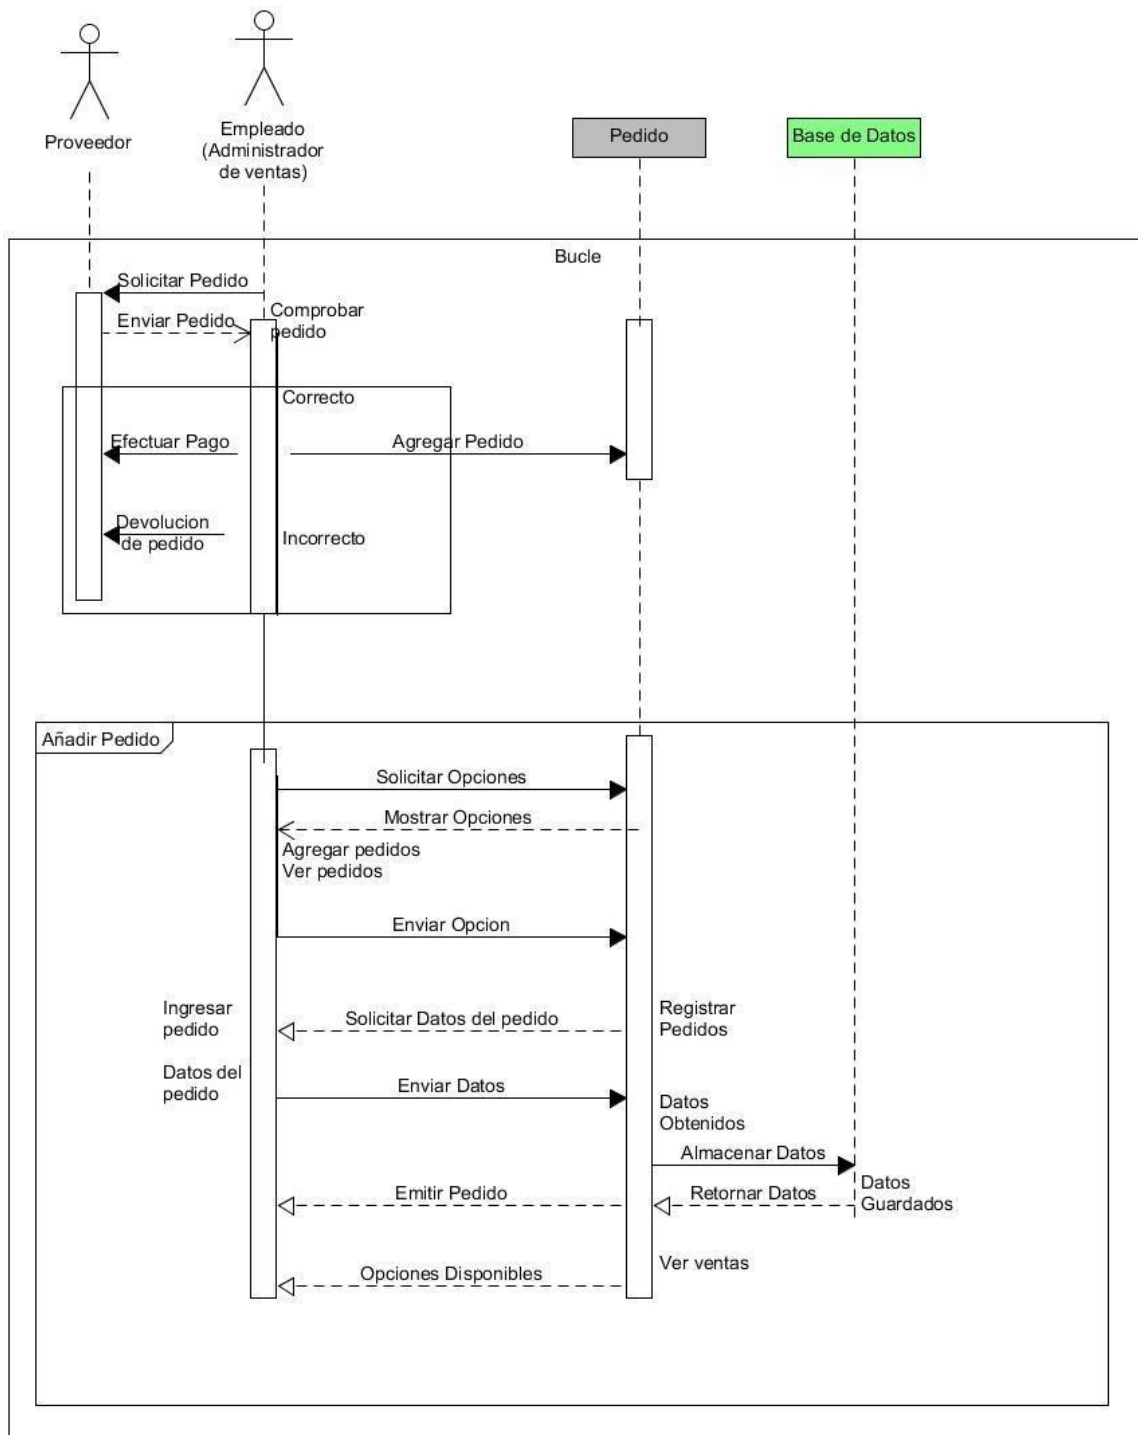 Proveedor
Empleado
(Administrador
de ventas)
Pedido
Base de Datos
Bucle
Solicitar Pedido
Enviar Pedido
Comprobar
pedido
Correcto
Efectuar Pago
Agregar Pedido
Devolucion
de pedido
Incorrecto
Añadir Pedido
Solicitar Opciones
Mostrar Opciones
Agregar pedidos
Ver pedidos
Enviar Opcion
Ingresar
pedido
Solicitar Datos del pedido
Registrar
Pedidos
Datos del
pedido
Enviar Datos
Datos
Obtenidos
Almacenar Datos
Emitir Pedido
Retornar Datos
Datos
Guardados
Ver ventas
Opciones Disponibles